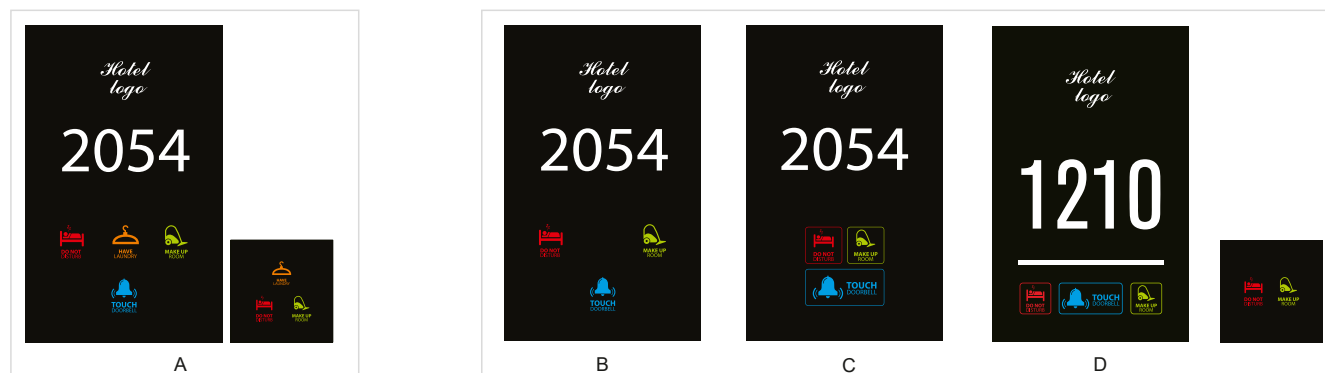 Hotel
logo
2054
DO NOT
DISTURB
HAVE
LAUNDRY
MAKE UP
ROOM
TOUCH
DOORBELL
HAVE
LAUNDRY
DO NOT
DISTURB
MAKE UP
ROOM
A
Hotel
logo
2054
DO NOT
DISTURB
MAKE UP
ROOM
TOUCH
DOORBELL
B
Hotel
logo
2054
DO NOT
DISTURB
MAKE UP
ROOM
TOUCH
DOORBELL
C
Hotel
logo
1210
DO NOT
DISTURB
TOUCH
DOORBELL
MAKE UP
ROOM
D
DO NOT
DISTURB
MAKE UP
ROOM